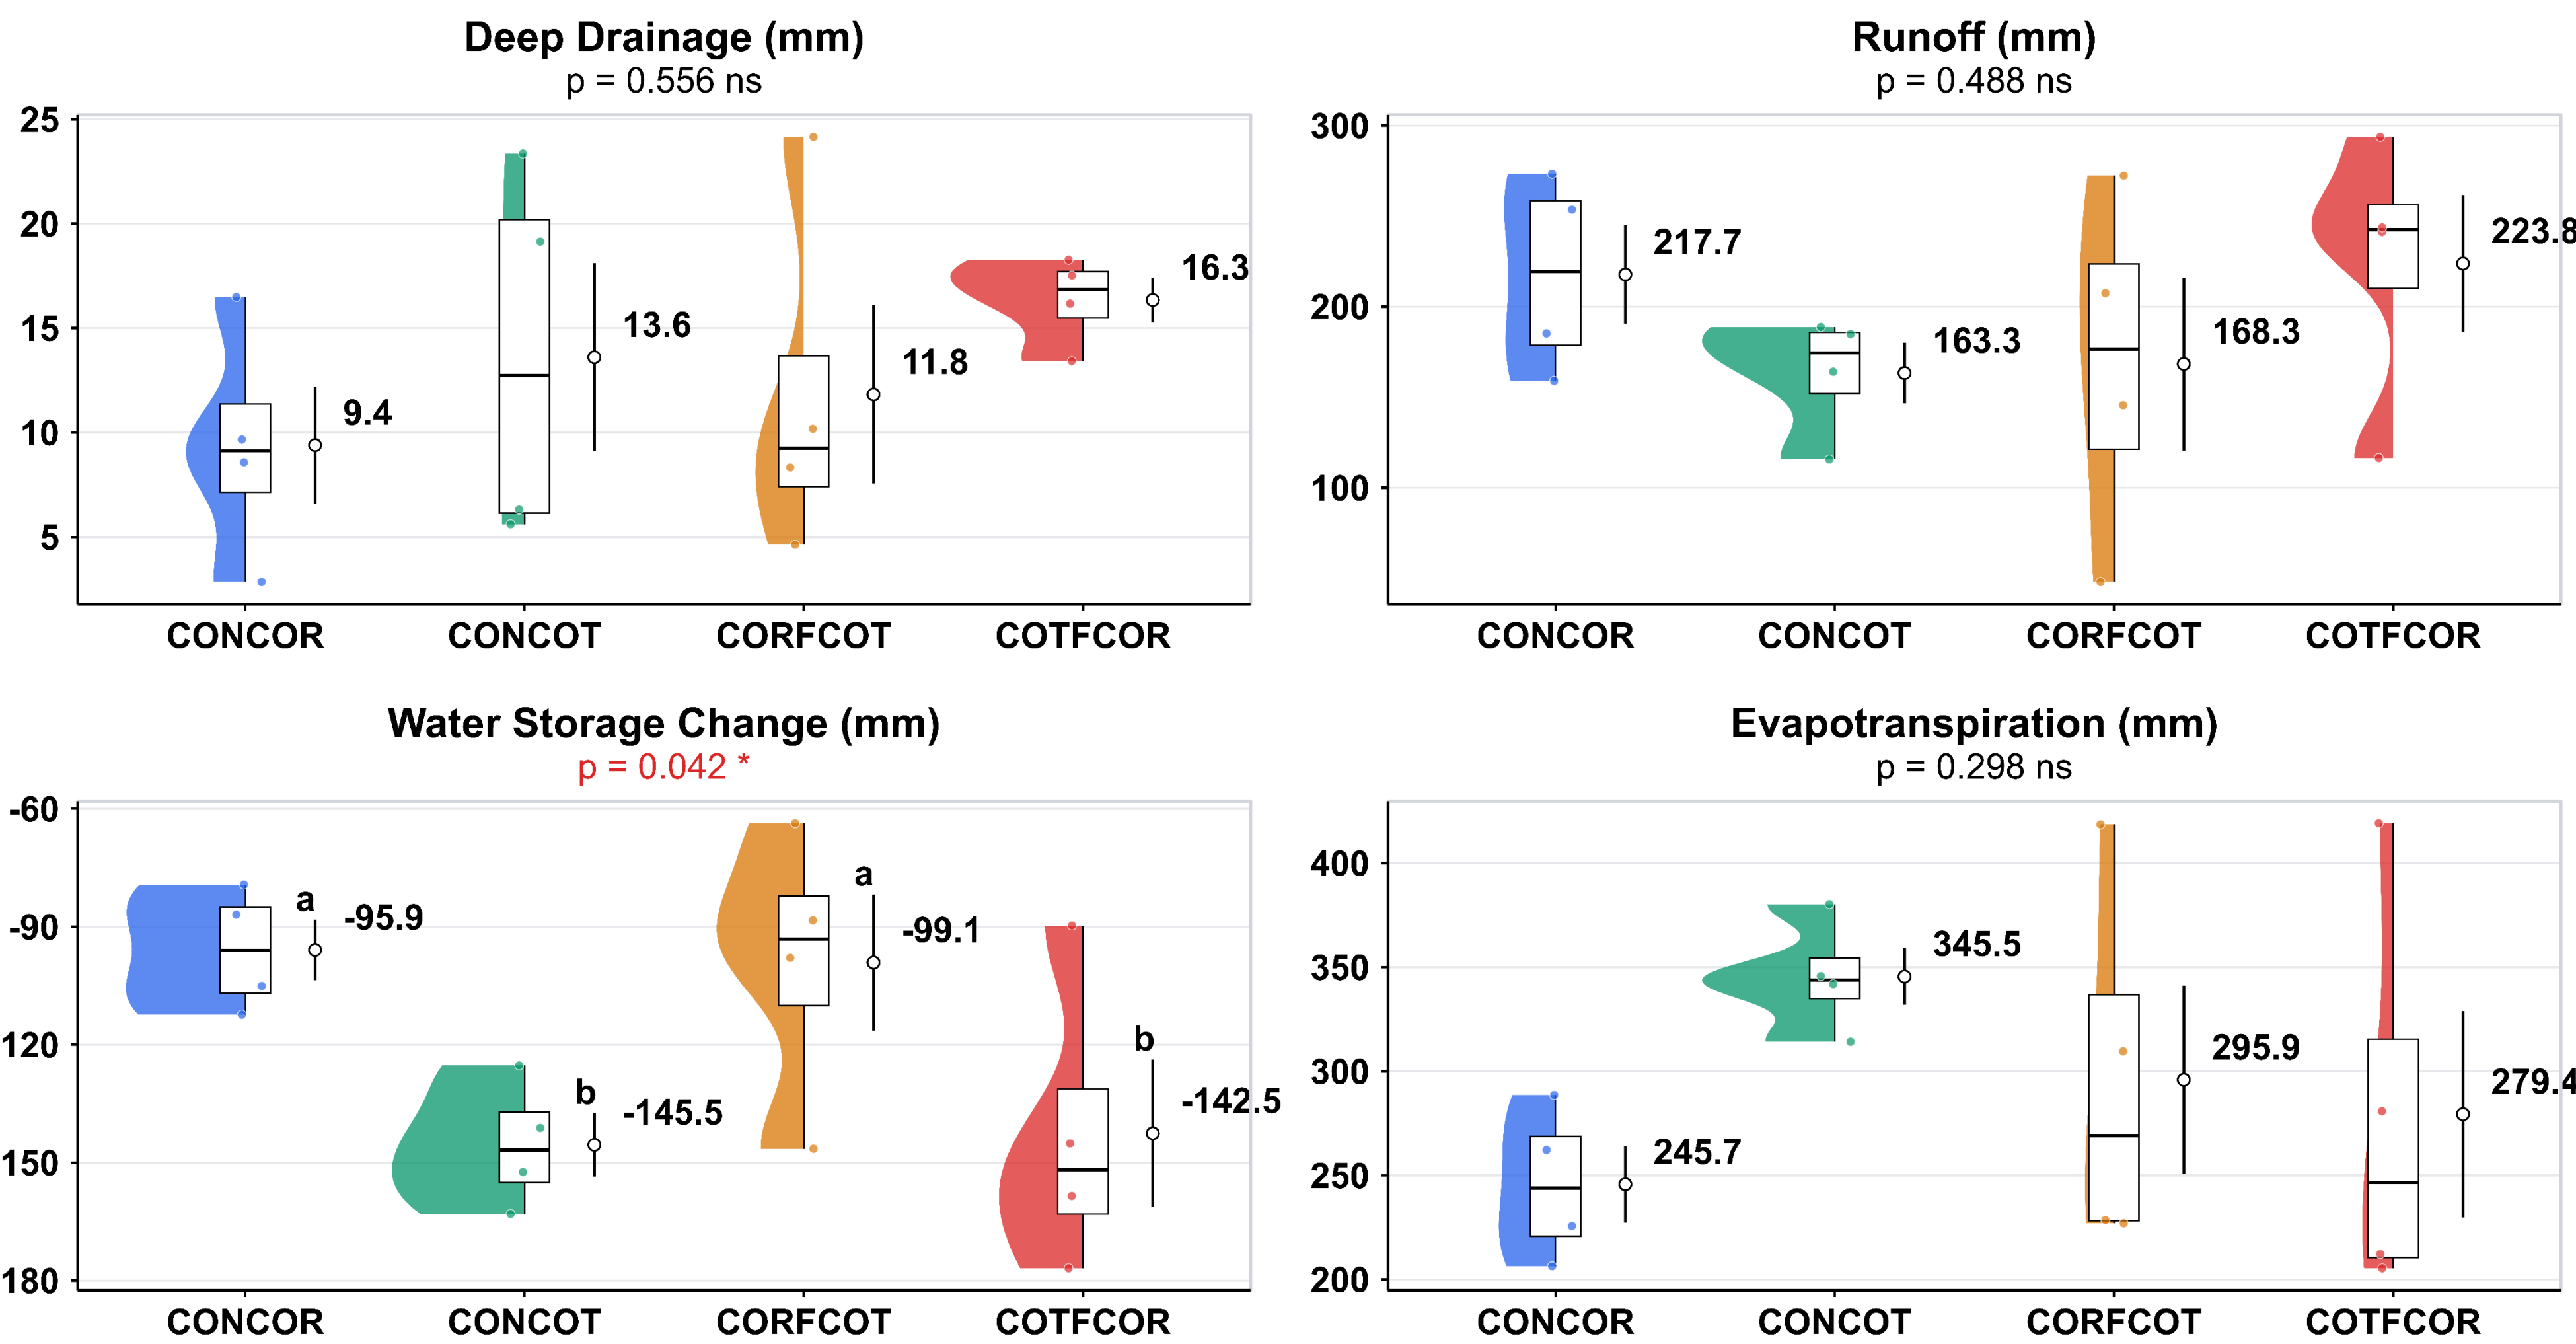 Deep Drainage (mm)
p = 0.556 ns
25
20
15
10
5
9.4
13.6
11.8
16.3
CONCOR CONCOT CORFCOT COTFCOR
Runoff (mm)
p = 0.488 ns
300
200
100
217.7
163.3
168.3
223.8
CONCOR CONCOT CORFCOT COTFCOR
Water Storage Change (mm)
p = 0.042 *
-60
-90
120
150
180
a
-95.9
b
-145.5
a
-99.1
b
-142.5
CONCOR CONCOT CORFCOT COTFCOR
Evapotranspiration (mm)
p = 0.298 ns
400
350
300
250
200
245.7
345.5
295.9
279.4
CONCOR CONCOT CORFCOT COTFCOR